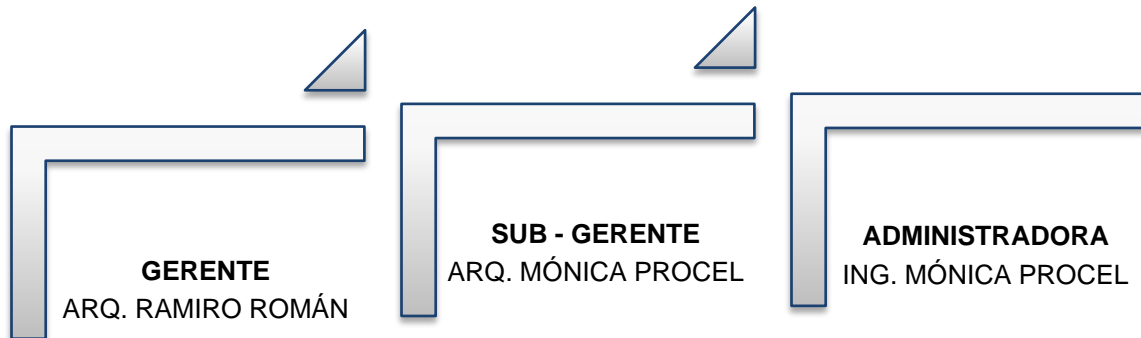 GERENTE
ARQ. RAMIRO ROMÁN
SUB - GERENTE
ARQ. MÓNICA PROCEL
ADMINISTRADORA
ING. MÓNICA PROCEL